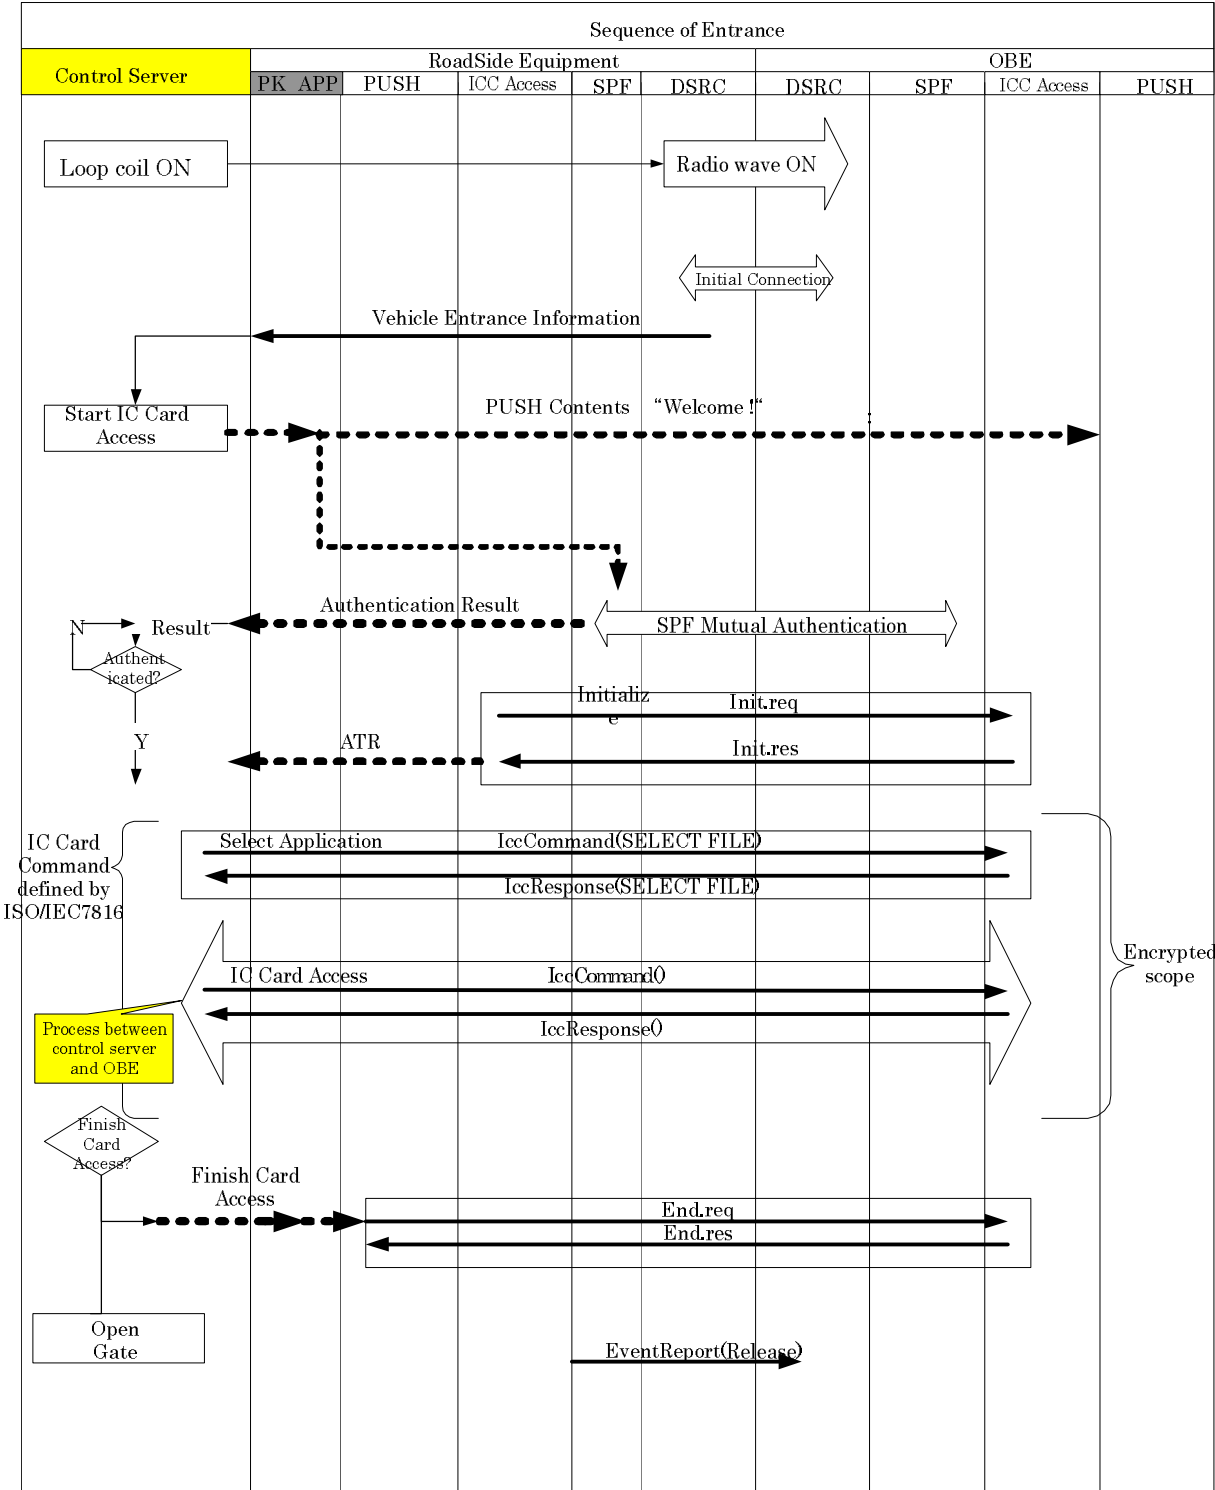 Sequence of Entrance
Control Server
RoadSide Equipment
OBE
PK APP
PUSH
ICC Access
SPF
DSRC
DSRC
SPF
ICC Access
PUSH
Loop coil ON
Radio wave ON
Initial Connection
Vehicle Entrance Information
Start IC Card
Access
PUSH Contents “Welcome !“
:
Authentication Result
N
Result
SPF Mutual Authentication
Authent
icated?
Initializ
e
Init.req
Y
ATR
Init.res
IC Card
Command
defined by
ISO/IEC7816
Select Application
IccCommand(SELECT FILE)
IccResponse(SELECT FILE)
Encrypted
scope
IC Card Access
IccCommand()
IccResponse()
Process between
control server
and OBE
Finish
Card
Access?
Finish Card
Access
End.req
End.res
Open
Gate
EventReport(Release)